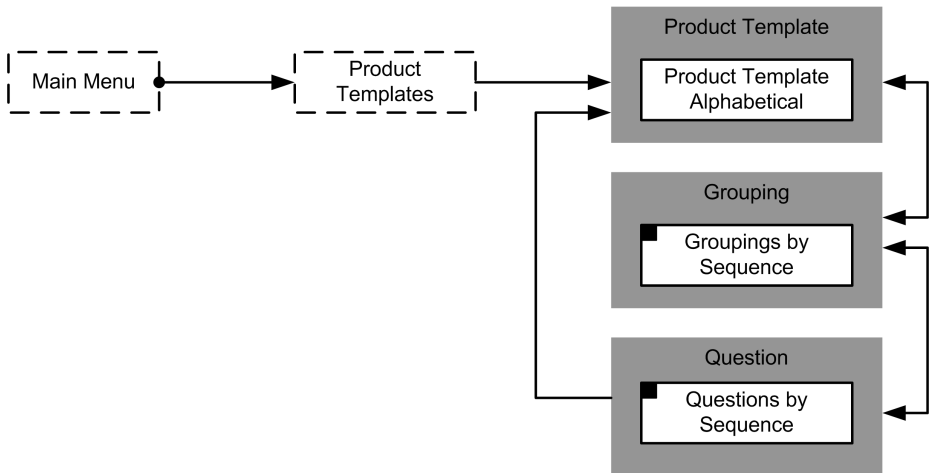 Main Menu
Product
Templates
Product Template
Product Template
Alphabetical
Grouping
Groupings by
Sequence
Question
Questions by
Sequence